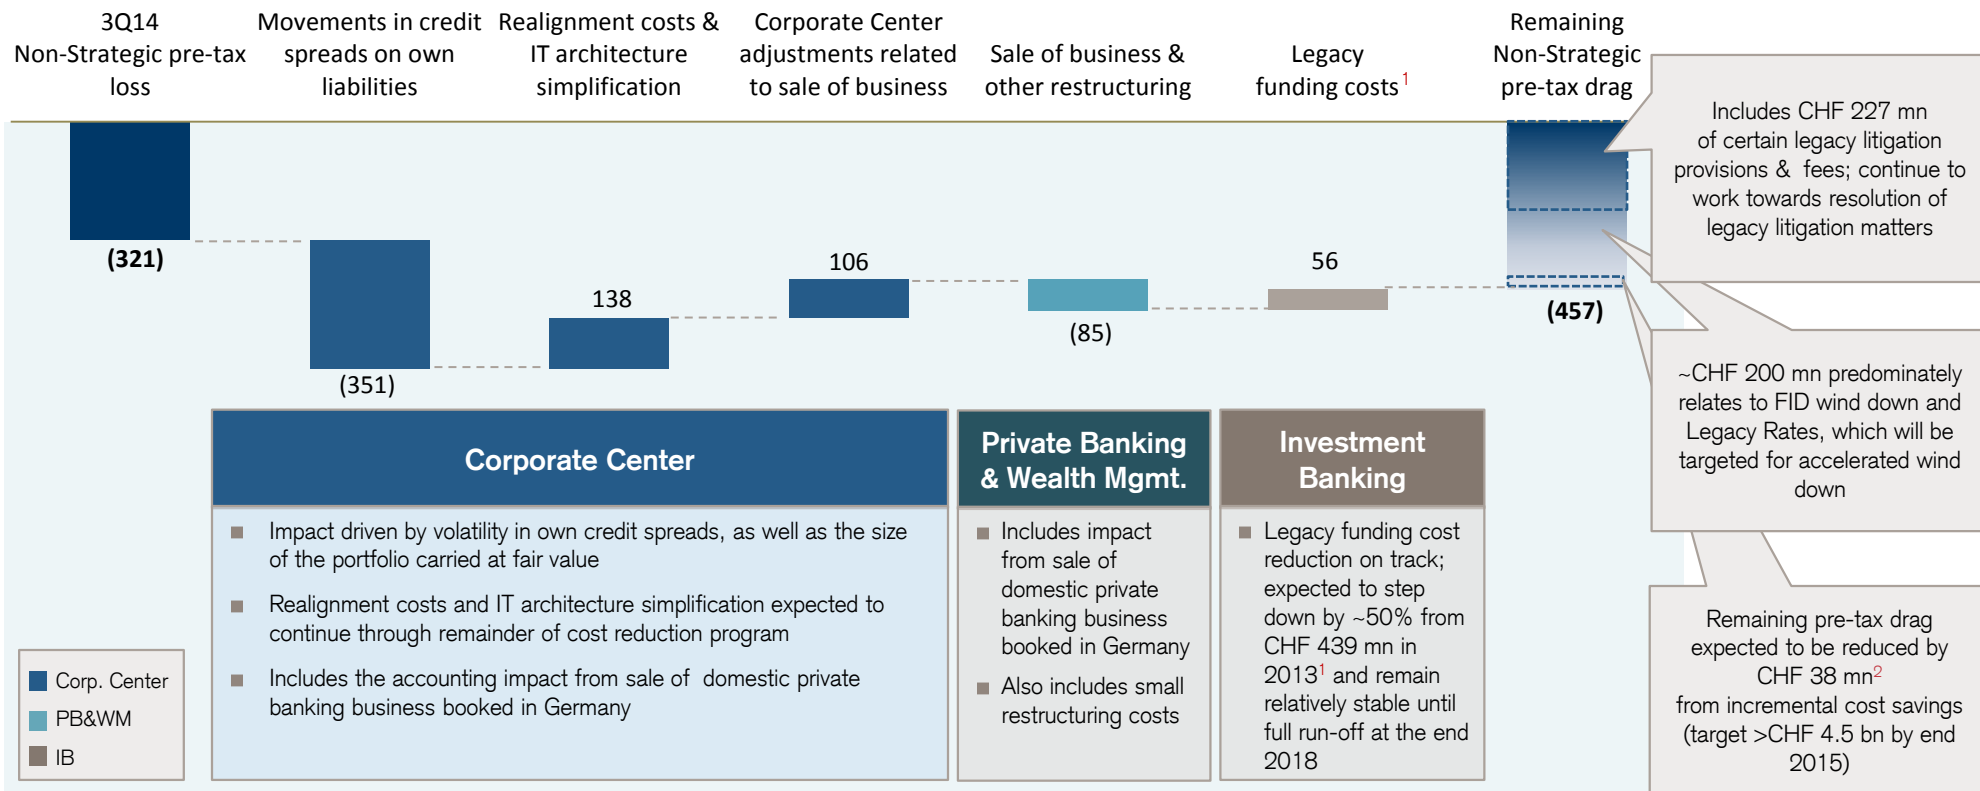 3Q14
Non-Strategic pre-tax
loss
Movements in credit
spreads on own
liabilities
Realignment costs &
IT architecture
simplification
Corporate Center
adjustments related
to sale of business
Sale of business &
other restructuring
Legacy
funding costs1
Remaining
Non-Strategic
pre-tax drag
(321)
(351)
138
106
(85)
56
(457)
Includes CHF 227 mn
of certain legacy litigation
provisions & fees; continue to
work towards resolution of
legacy litigation matters
~CHF 200 mn predominately
relates to FID wind down and
Legacy Rates, which will be
targeted for accelerated wind
down
Remaining pre-tax drag
expected to be reduced by
CHF 38 mn2
from incremental cost savings
(target >CHF 4.5 bn by end
2015)
Corporate Center
■ Impact driven by volatility in own credit spreads, as well as the size
of the portfolio carried at fair value
■ Realignment costs and IT architecture simplification expected to
continue through remainder of cost reduction program
■ Includes the accounting impact from sale of domestic private
banking business booked in Germany
Private Banking
& Wealth Mgmt.
■ Includes impact
from sale of
domestic private
banking business
booked in Germany
■ Also includes small
restructuring costs
Investment
Banking
■ Legacy funding cost
reduction on track;
expected to step
down by ~50% from
CHF 439 mn in
20131 and remain
relatively stable until
full run-off at the end
2018
Corp. Center
PB&WM
IB